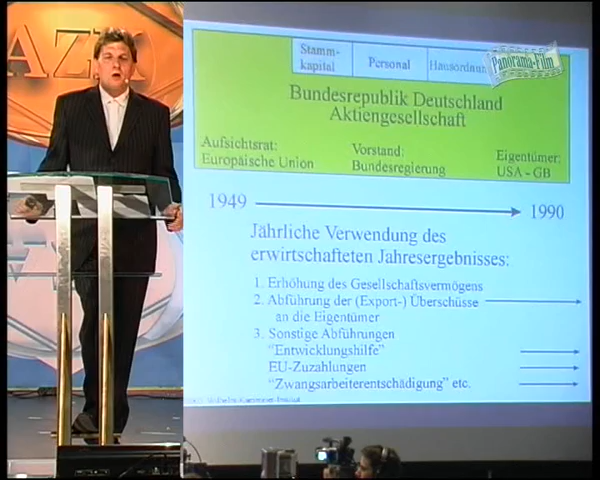 AZK
Stamm-
kapital
Personal
Hausordnung
Panorama-Film
Bundesrepublik Deutschland
Aktiengesellschaft
Aufsichtsrat:
Europäische Union
Vorstand:
Bundesregierung
Eigentümer:
USA - GB
1949
1990
Jährliche Verwendung des
erwirtschafteten Jahresergebnisses:
1. Erhöhung des Gesellschaftsvermögens
2. Abführung der (Export-) Überschüsse
an die Eigentümer
3. Sonstige Abführungen
"Entwicklungshilfe"
EU-Zuzahlungen
"Zwangsarbeiterentschädigung" etc.